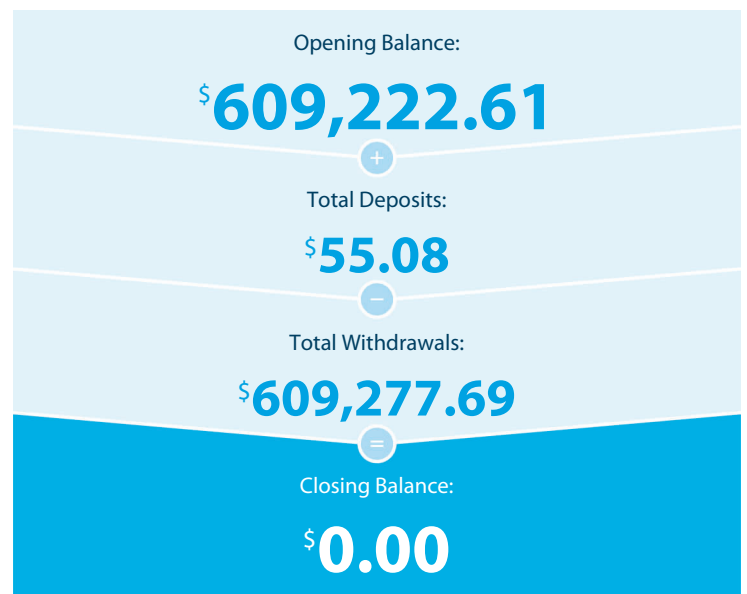 Opening Balance:
$609,222.61
+
Total Deposits:
$55.08
−
Total Withdrawals:
$609,277.69
=
Closing Balance:
$0.00